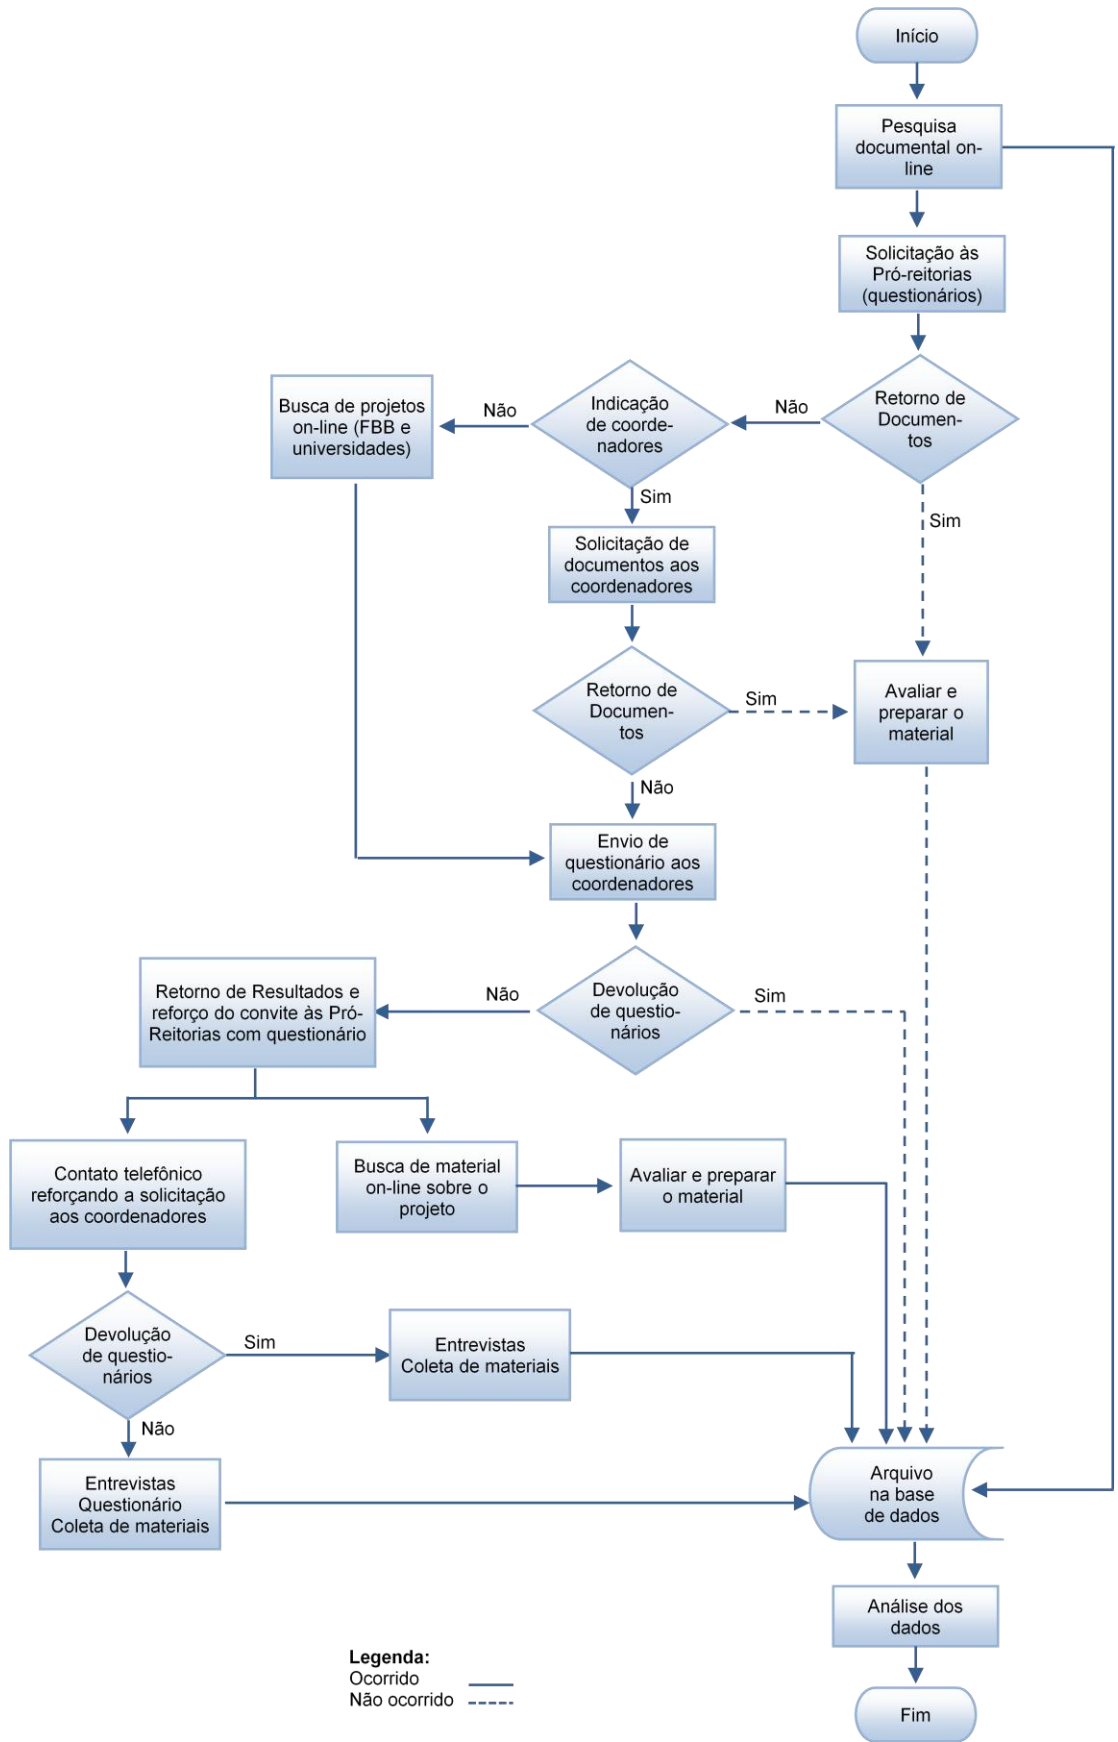 Início
Pesquisa
documental on-
line
Solicitação às
Pró-reitorias
(questionários)
Retorno de
Documen-
tos
Não
Indicação
de coorde-
nadores
Não
Busca de projetos
on-line (FBB e
universidades)
Sim
Sim
Solicitação de
documentos aos
coordenadores
Retorno de
Documen-
tos
Sim
Avaliar e
preparar o
material
Não
Envio de
questionário aos
coordenadores
Devolução
de questio-
nários
Sim
Não
Retorno de Resultados e
reforço do convite às Pró-
Reitorias com questionário
Contato telefônico
reforçando a solicitação
aos coordenadores
Busca de material
on-line sobre o
projeto
Avaliar e preparar
o material
Devolução
de questio-
nários
Sim
Entrevistas
Coleta de materiais
Não
Entrevistas
Questionário
Coleta de materiais
Arquivo
na base
de dados
Análise dos
dados
Fim
Legenda:
Ocorrido
Não ocorrido